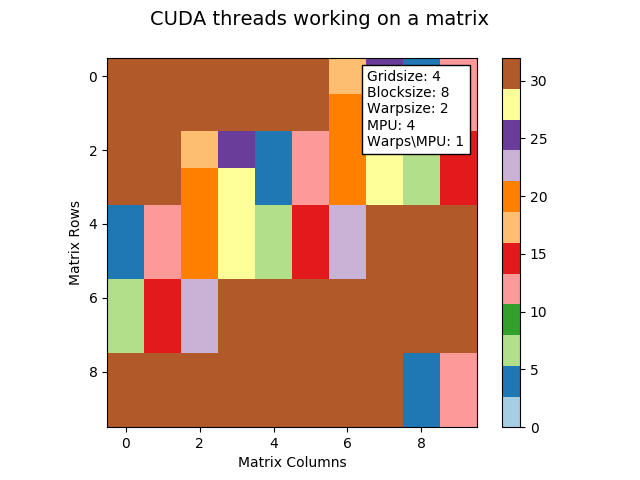 CUDA threads working on a matrix
Gridsize: 4
Blocksize: 8
Warpsize: 2
MPU: 4
Warps\MPU: 1
Matrix Rows
0
2
4
6
8
0 2 4 6 8
Matrix Columns
30
25
20
15
10
5
0